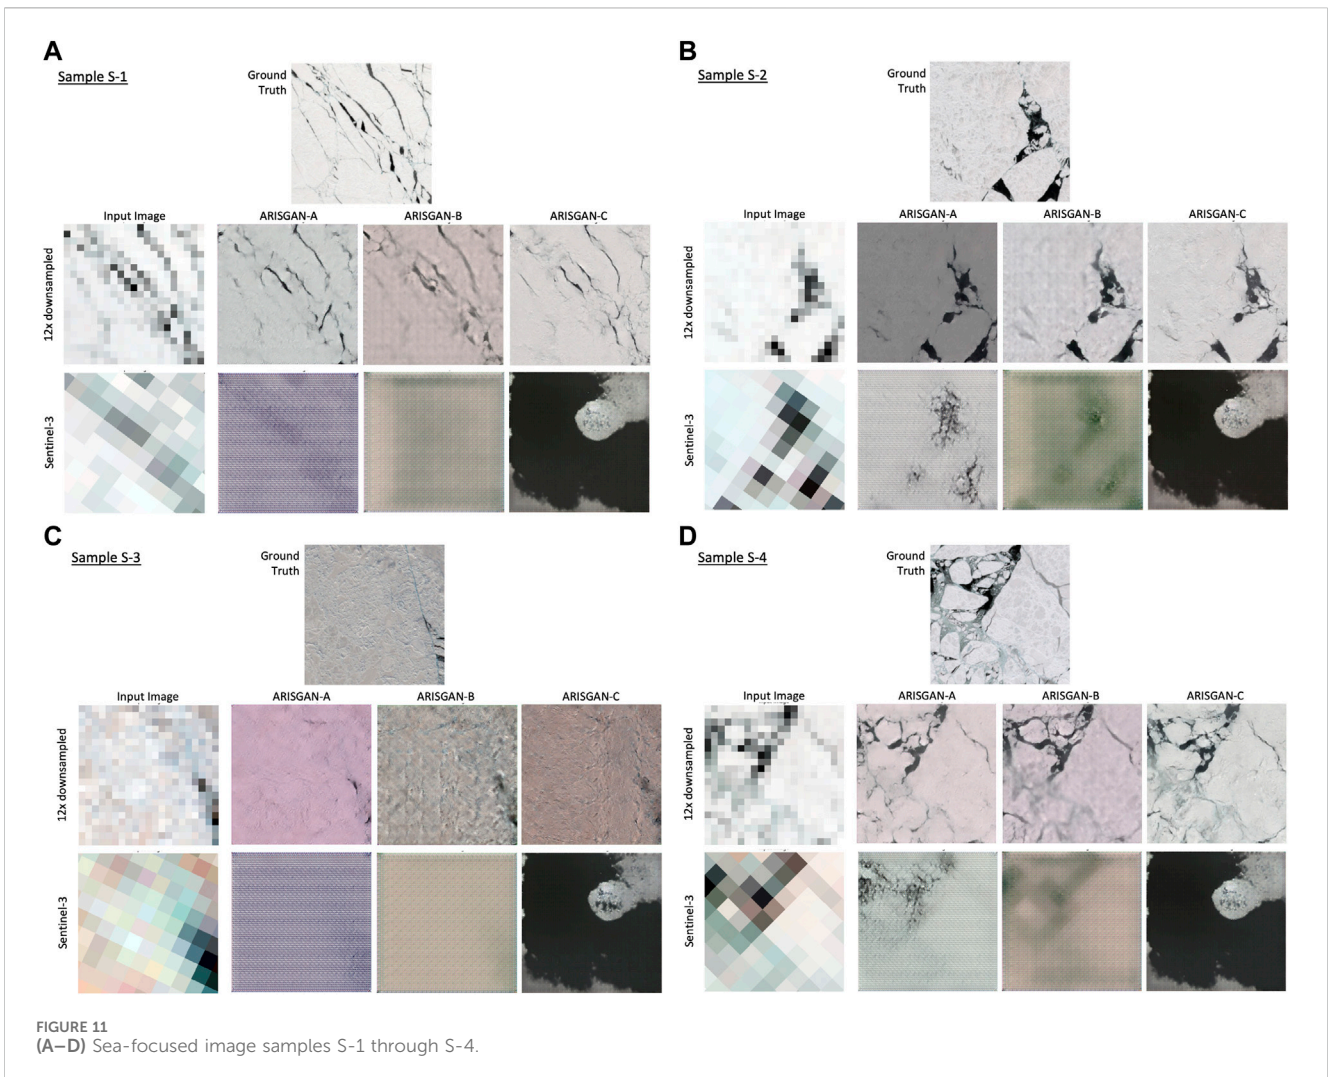 A
Sample S-1
Ground
Truth
Input Image
ARISGAN-A
ARISGAN-B
ARISGAN-C
12x downsampled
Sentinel-3
B
Sample S-2
Ground
Truth
Input Image
ARISGAN-A
ARISGAN-B
ARISGAN-C
12x downsampled
Sentinel-3
C
Sample S-3
Ground
Truth
Input Image
ARISGAN-A
ARISGAN-B
ARISGAN-C
12x downsampled
Sentinel-3
D
Sample S-4
Ground
Truth
Input Image
ARISGAN-A
ARISGAN-B
ARISGAN-C
12x downsampled
Sentinel-3
FIGURE 11
(A–D) Sea-focused image samples S-1 through S-4.